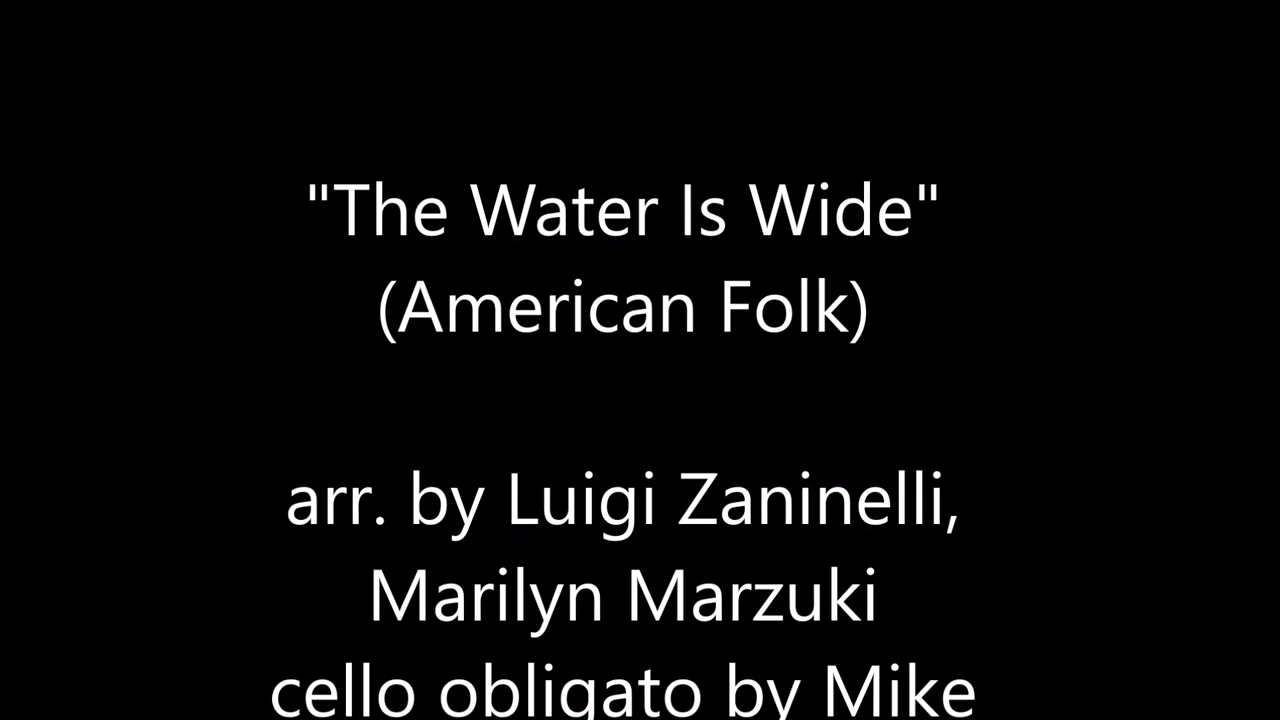 "The Water Is Wide"
(American Folk)
arr. by Luigi Zaninelli,
Marilyn Marzuki
cello obligato by Mike